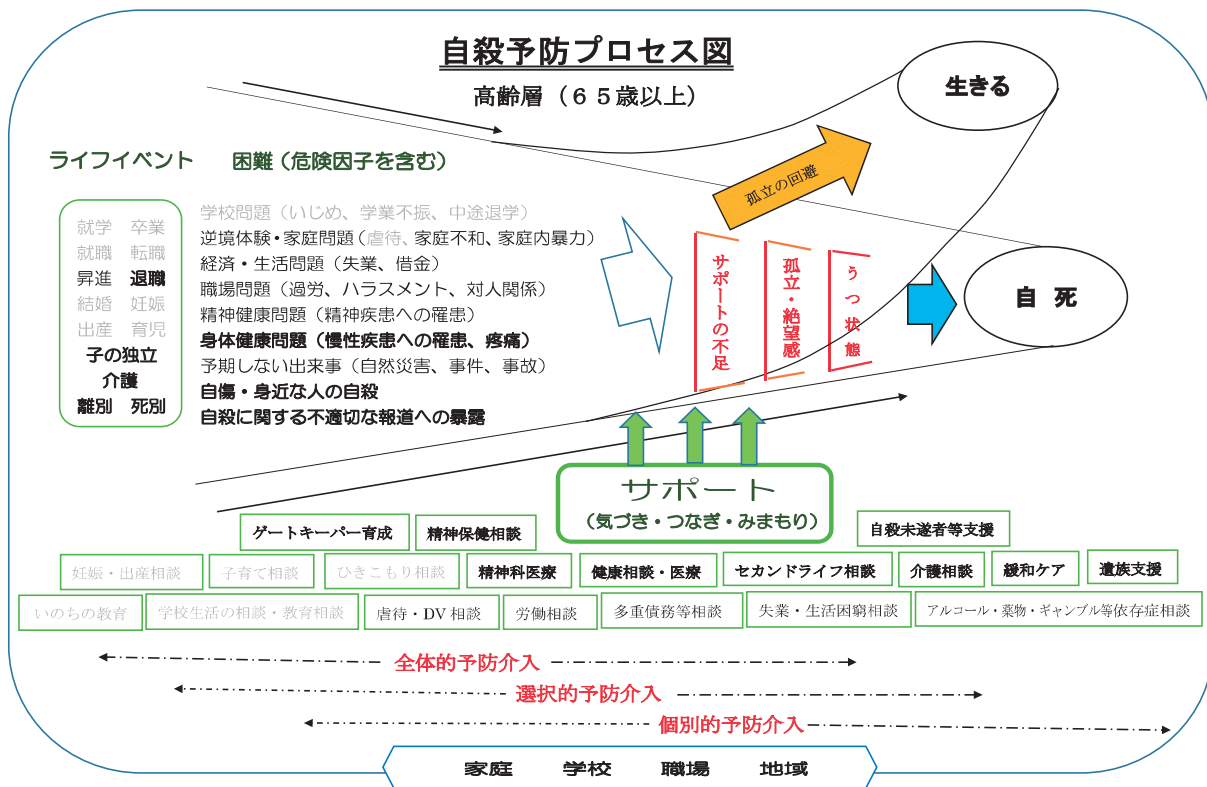 自殺予防プロセス図
高齢層（６５歳以上）
生きる
ライフイベント　困難（危険因子を含む）
就学　卒業
就職　転職
昇進　退職
結婚　妊娠
出産　育児
子の独立
介護
離別　死別
学校問題（いじめ、学業不振、中途退学）
逆境体験・家庭問題（虐待、家庭不和、家庭内暴力）
経済・生活問題（失業、借金）
職場問題（過労、ハラスメント、対人関係）
精神健康問題（精神疾患への罹患）
身体健康問題（慢性疾患への罹患、疼痛）
予期しない出来事（自然災害、事件、事故）
自傷・身近な人の自殺
自殺に関する不適切な報道への暴露
孤立の回避
サポートの不足
孤立・絶望感
うつ状態
自　死
サポート
（気づき・つなぎ・みまもり）
ゲートキーパー育成
精神保健相談
自殺未遂者等支援
妊娠・出産相談
子育て相談
ひきこもり相談
精神科医療
健康相談・医療
セカンドライフ相談
介護相談
緩和ケア
遺族支援
いのちの教育
学校生活の相談・教育相談
虐待・DV 相談
労働相談
多重債務等相談
失業・生活困窮相談
アルコール・薬物・ギャンブル等依存症相談
全体的予防介入
選択的予防介入
個別的予防介入
家庭　学校　職場　地域